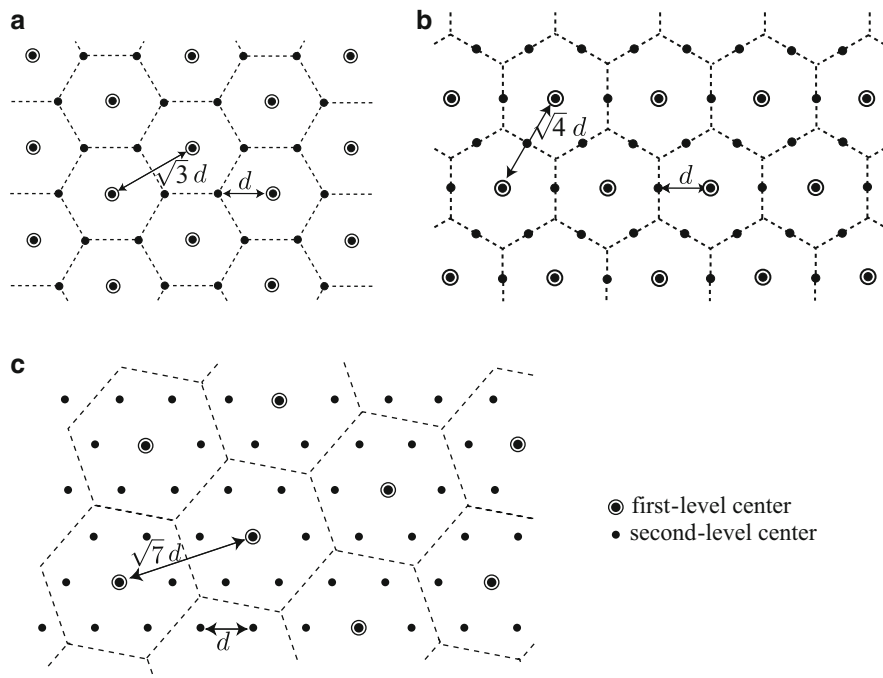 a
√3 d
d
b
√4 d
d
c
√7 d
d
first-level center
second-level center